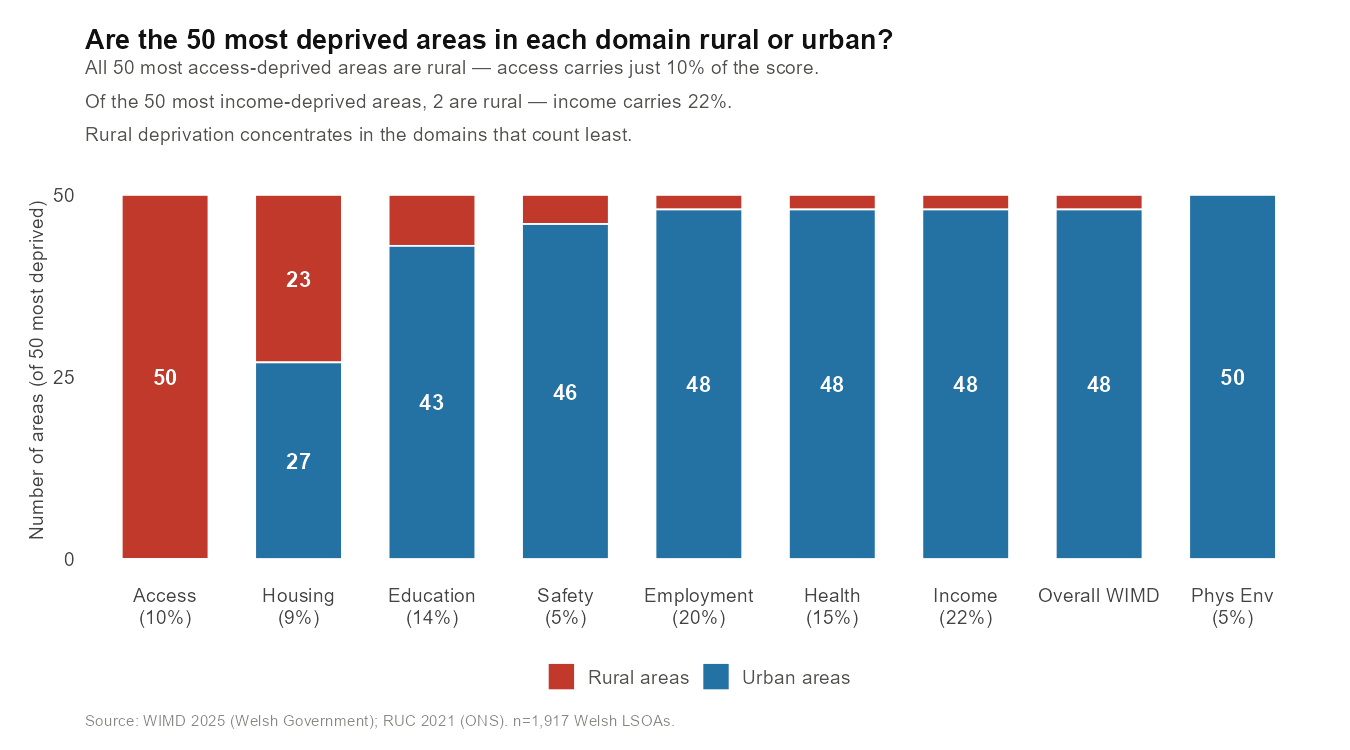 Are the 50 most deprived areas in each domain rural or urban?
All 50 most access-deprived areas are rural — access carries just 10% of the score.
Of the 50 most income-deprived areas, 2 are rural — income carries 22%.
Rural deprivation concentrates in the domains that count least.
Number of areas (of 50 most deprived)
50
25
0
50
23
27
43
46
48
48
48
48
50
Access
(10%)
Housing
(9%)
Education
(14%)
Safety
(5%)
Employment
(20%)
Health
(15%)
Income
(22%)
Overall WIMD
Phys Env
(5%)
Rural areas
Urban areas
Source: WIMD 2025 (Welsh Government); RUC 2021 (ONS). n=1,917 Welsh LSOAs.